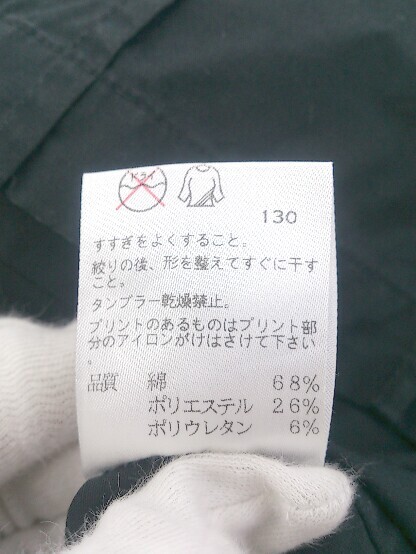 ドライ
130
すすぎをよくすること。
絞りの後、形を整えてすぐに干す
こと。
タンブラー乾燥禁止。
プリントのあるものはプリント部
分のアイロンがけはさけて下さい
。
品質 綿 68%
ポリエステル 26%
ポリウレタン 6%